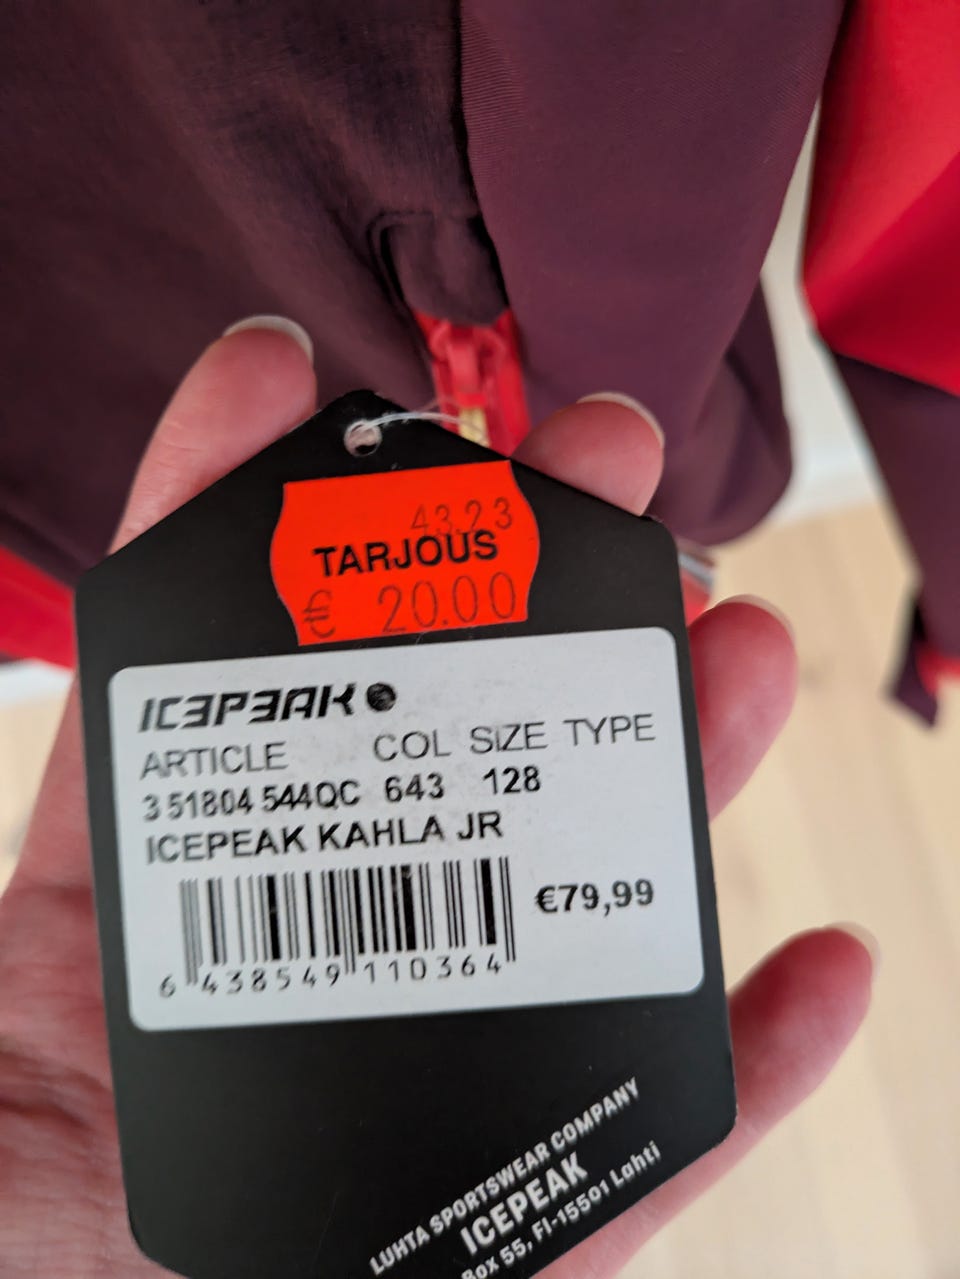 43.23
TARJOUS
€ 20.00
ICEPEAK
ARTICLE COL SIZE TYPE
3 51804 544QC 643 128
ICEPEAK KAHLA JR
€79,99
6 438549 110364
LUHTA SPORTSWEAR COMPANY
ICEPEAK
Box 55, FI-15501 Lahti